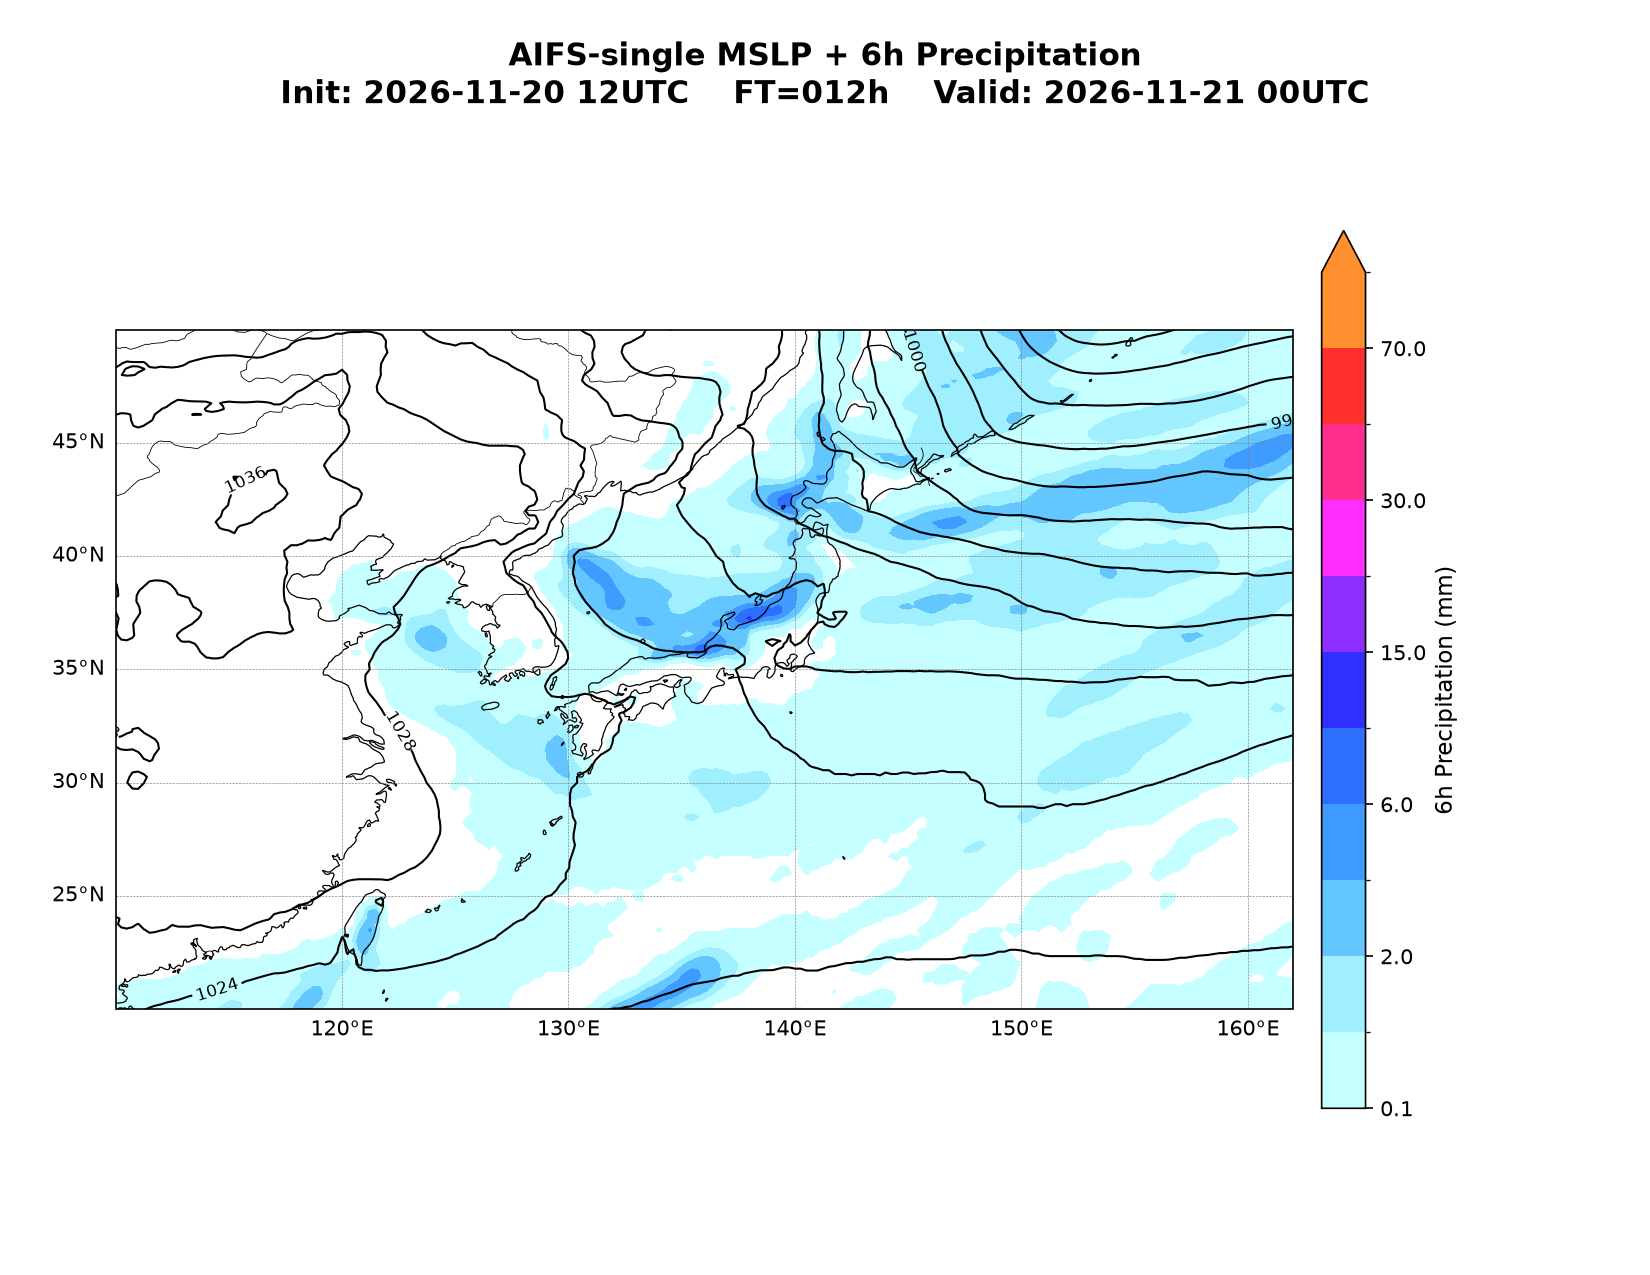 AIFS-single MSLP + 6h Precipitation
Init: 2026-11-20 12UTC    FT=012h    Valid: 2026-11-21 00UTC
70.0
30.0
15.0
6.0
2.0
0.1
6h Precipitation (mm)
45°N
40°N
35°N
30°N
25°N
120°E
130°E
140°E
150°E
160°E
1000
99
1036
1028
1024